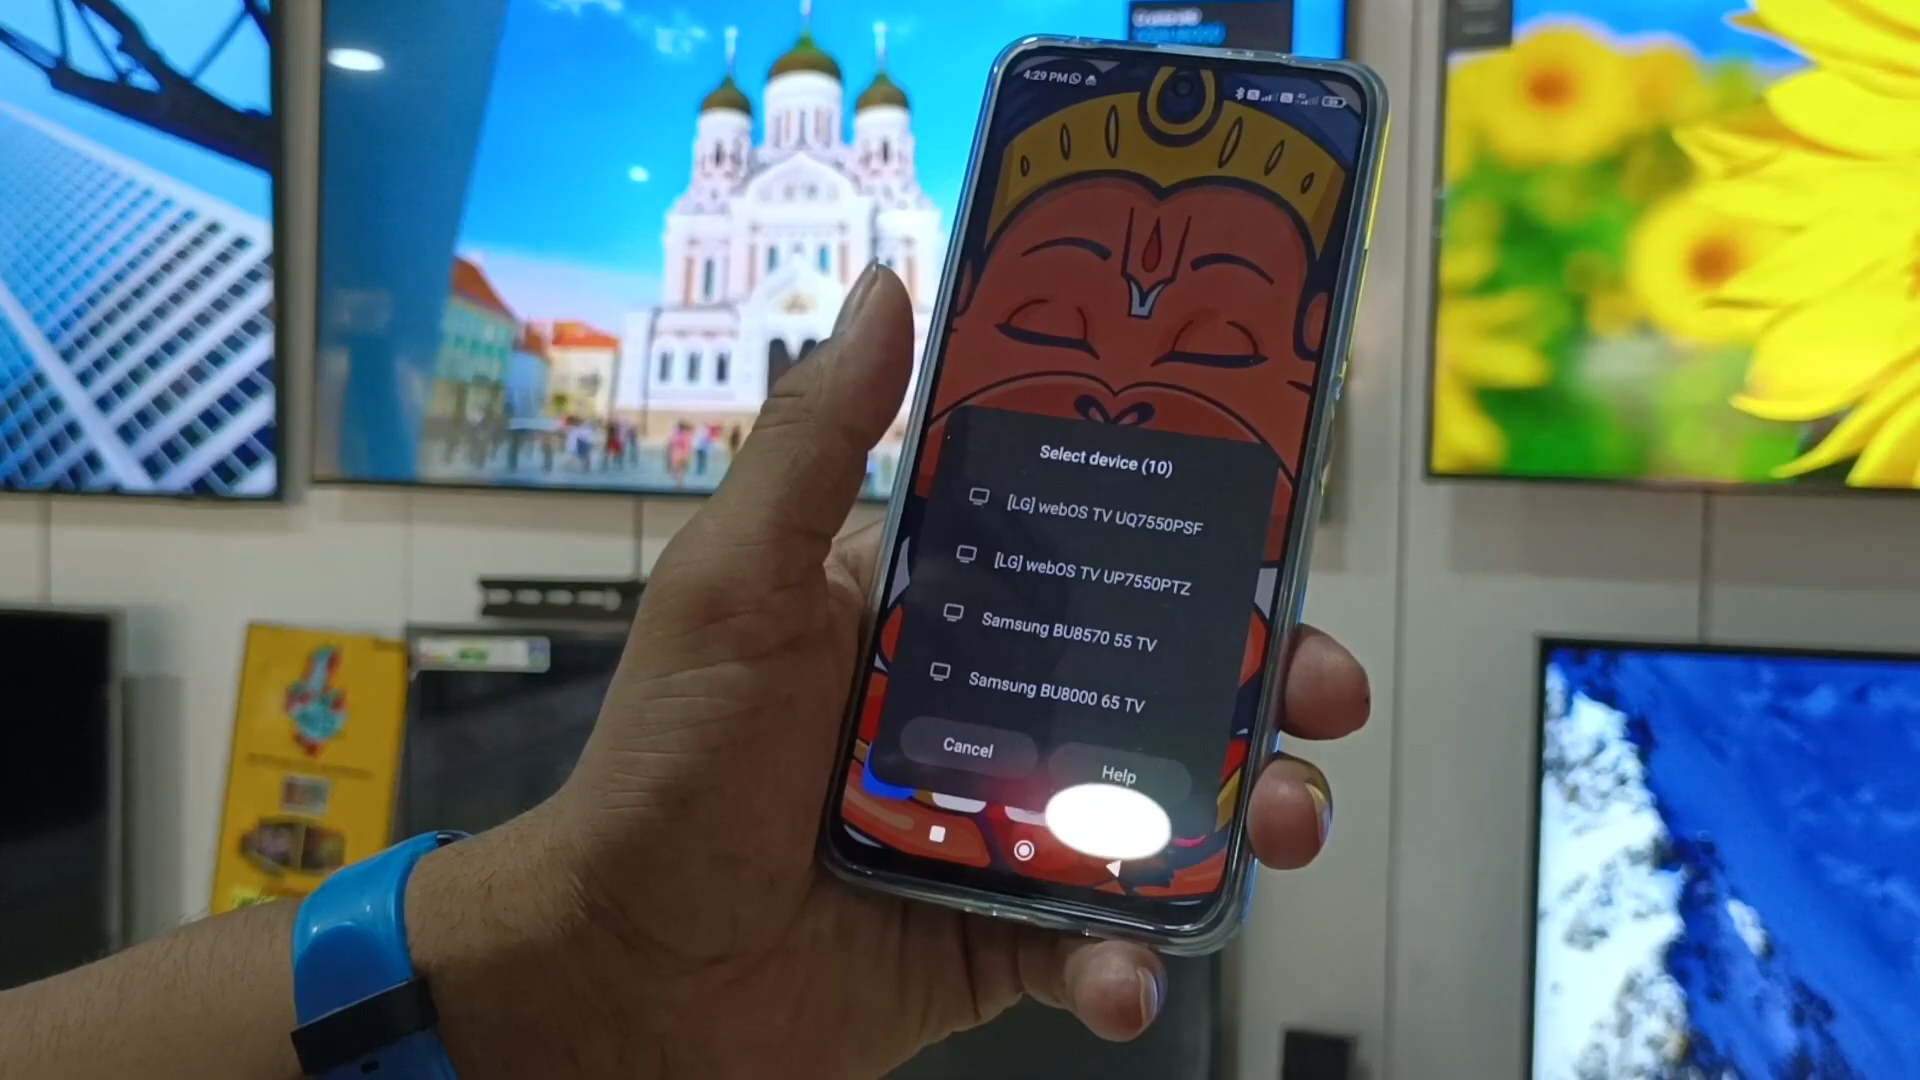 4:29 PM
4G
Select device (10)
[LG] webOS TV UQ7550PSF
[LG] webOS TV UP7550PTZ
Samsung BU8570 55 TV
Samsung BU8000 65 TV
Cancel
Help